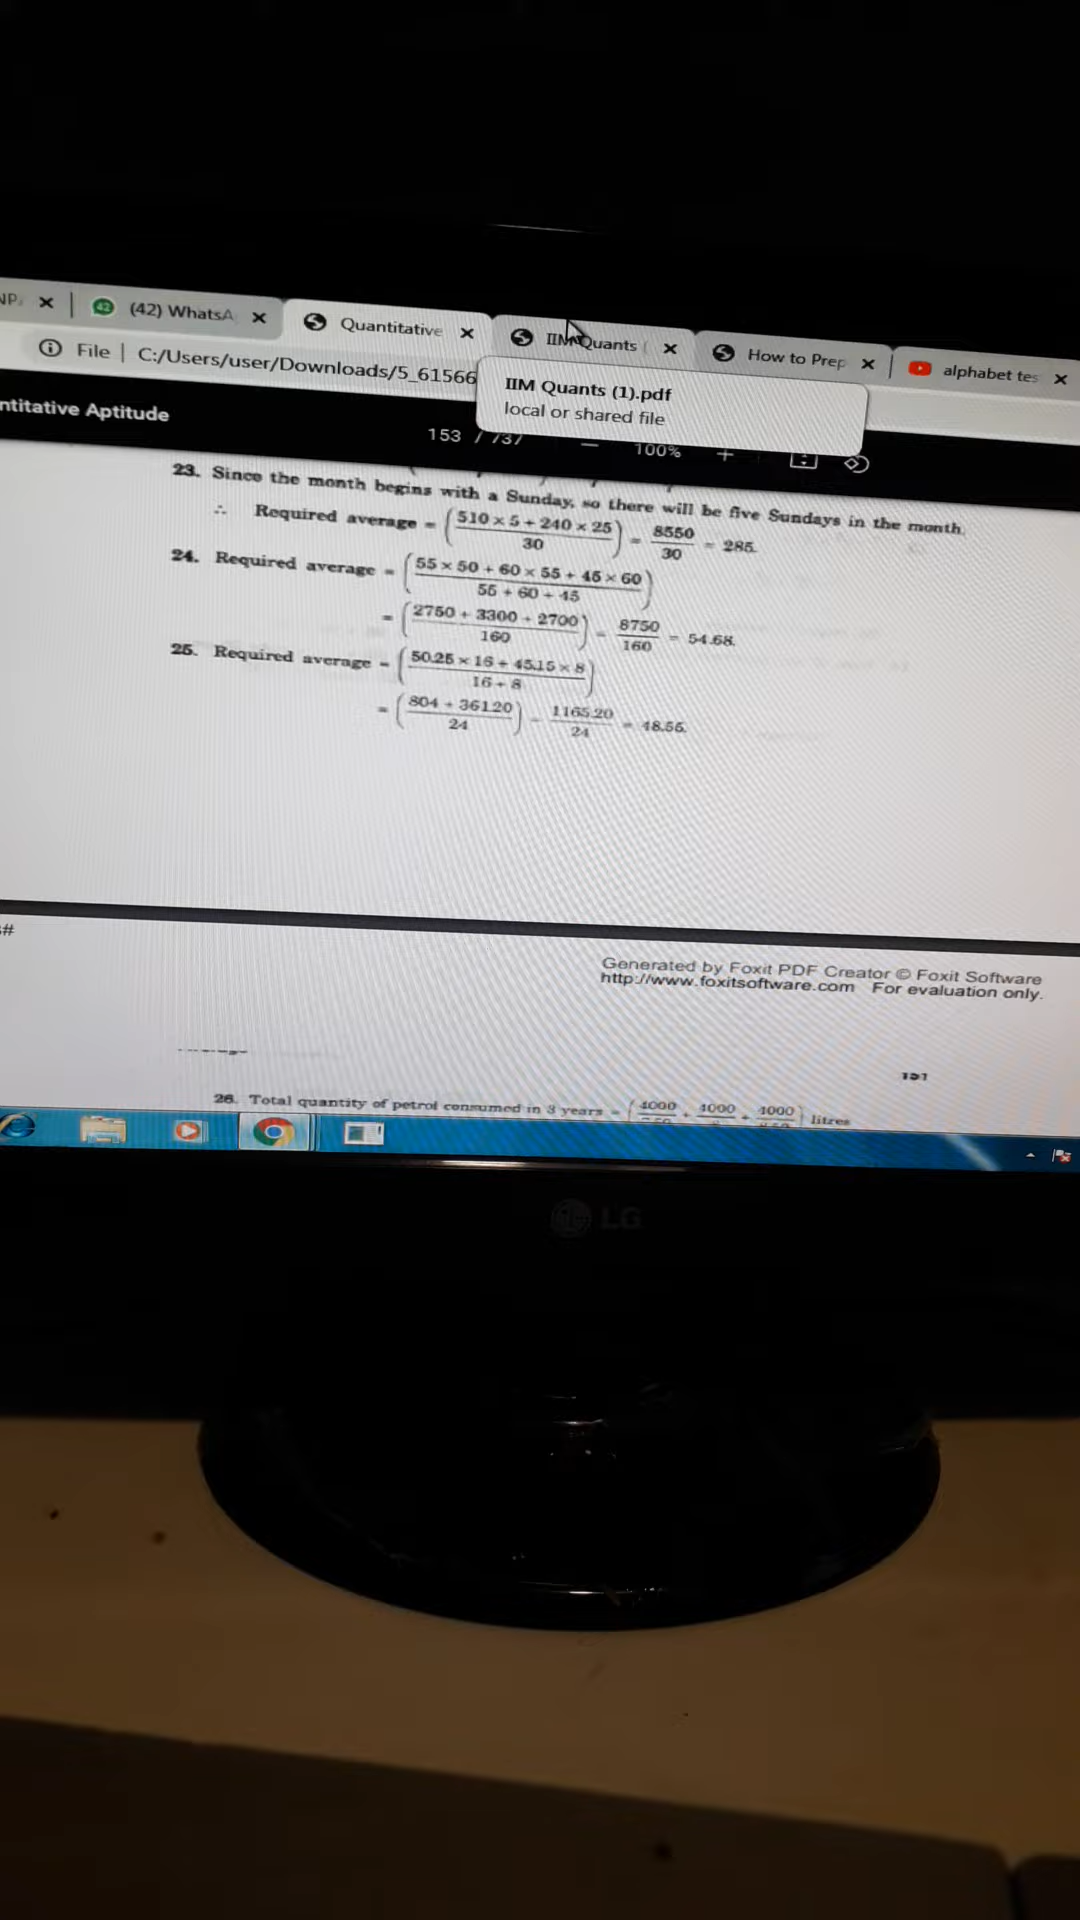 NP
(42) WhatsA
Quantitative
IIM Quants (
How to Prep
alphabet tes
File | C:/Users/user/Downloads/5_61566
IIM Quants (1).pdf
local or shared file
ntitative Aptitude
153 / 737
100%
23. Since the month begins with a Sunday, so there will be five Sundays in the month.
∴ Required average = (510 × 5 + 240 × 25 / 30) = 8550 / 30 = 285.
24. Required average = (55 × 50 + 60 × 55 + 45 × 60 / 55 + 60 + 45)
= (2750 + 3300 + 2700 / 160) = 8750 / 160 = 54.68.
25. Required average = (50.25 × 16 + 45.15 × 8 / 16 + 8)
= (804 + 361.20 / 24) = 1165.20 / 24 = 48.55.
#
Generated by Foxit PDF Creator © Foxit Software
http://www.foxitsoftware.com For evaluation only.
26. Total quantity of petrol consumed in 3 years = (4000 + 4000 + 4000) litres
LG